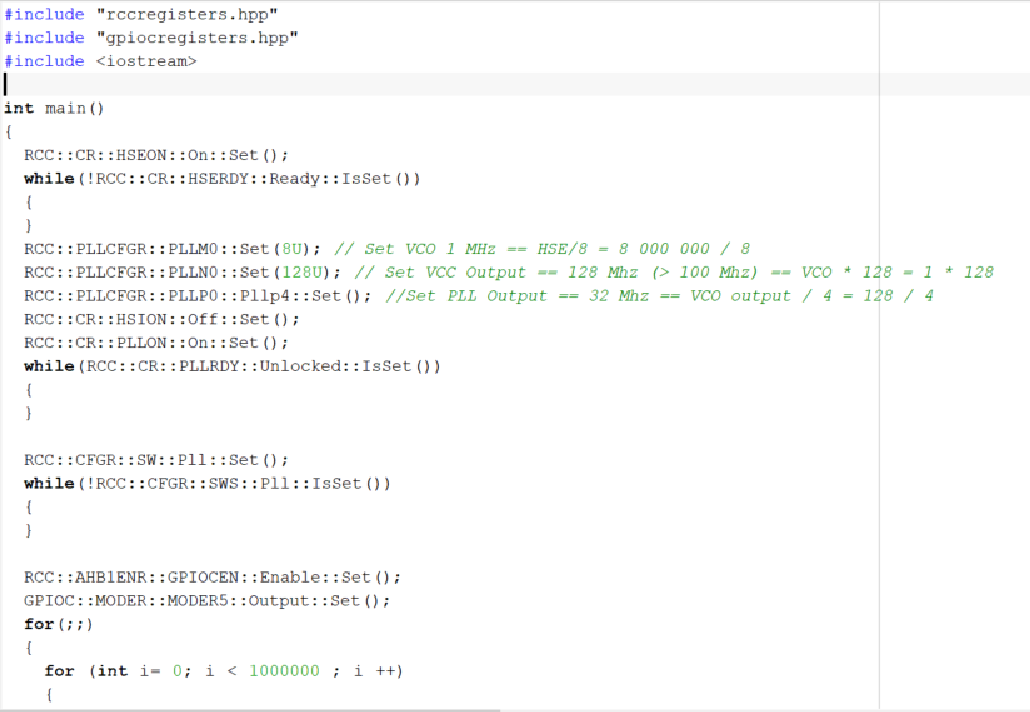 #include "rccregisters.hpp"
#include "gpiocregisters.hpp"
#include <iostream>
int main()
{
RCC::CR::HSEON::On::Set();
while(!RCC::CR::HSERDY::Ready::IsSet())
{
}
RCC::PLLCFGR::PLLM0::Set(8U); // Set VCO 1 MHz == HSE/8 = 8 000 000 / 8
RCC::PLLCFGR::PLLN0::Set(128U); // Set VCC Output == 128 Mhz (> 100 Mhz) == VCO * 128 = 1 * 128
RCC::PLLCFGR::PLLP0::Pllp4::Set(); //Set PLL Output == 32 Mhz == VCO output / 4 = 128 / 4
RCC::CR::HSION::Off::Set();
RCC::CR::PLLON::On::Set();
while(RCC::CR::PLLRDY::Unlocked::IsSet())
{
}
RCC::CFGR::SW::Pll::Set();
while(!RCC::CFGR::SWS::Pll::IsSet())
{
}
RCC::AHB1ENR::GPIOCEN::Enable::Set();
GPIOC::MODER::MODER5::Output::Set();
for(;;)
{
for (int i= 0; i < 1000000 ; i ++)
{